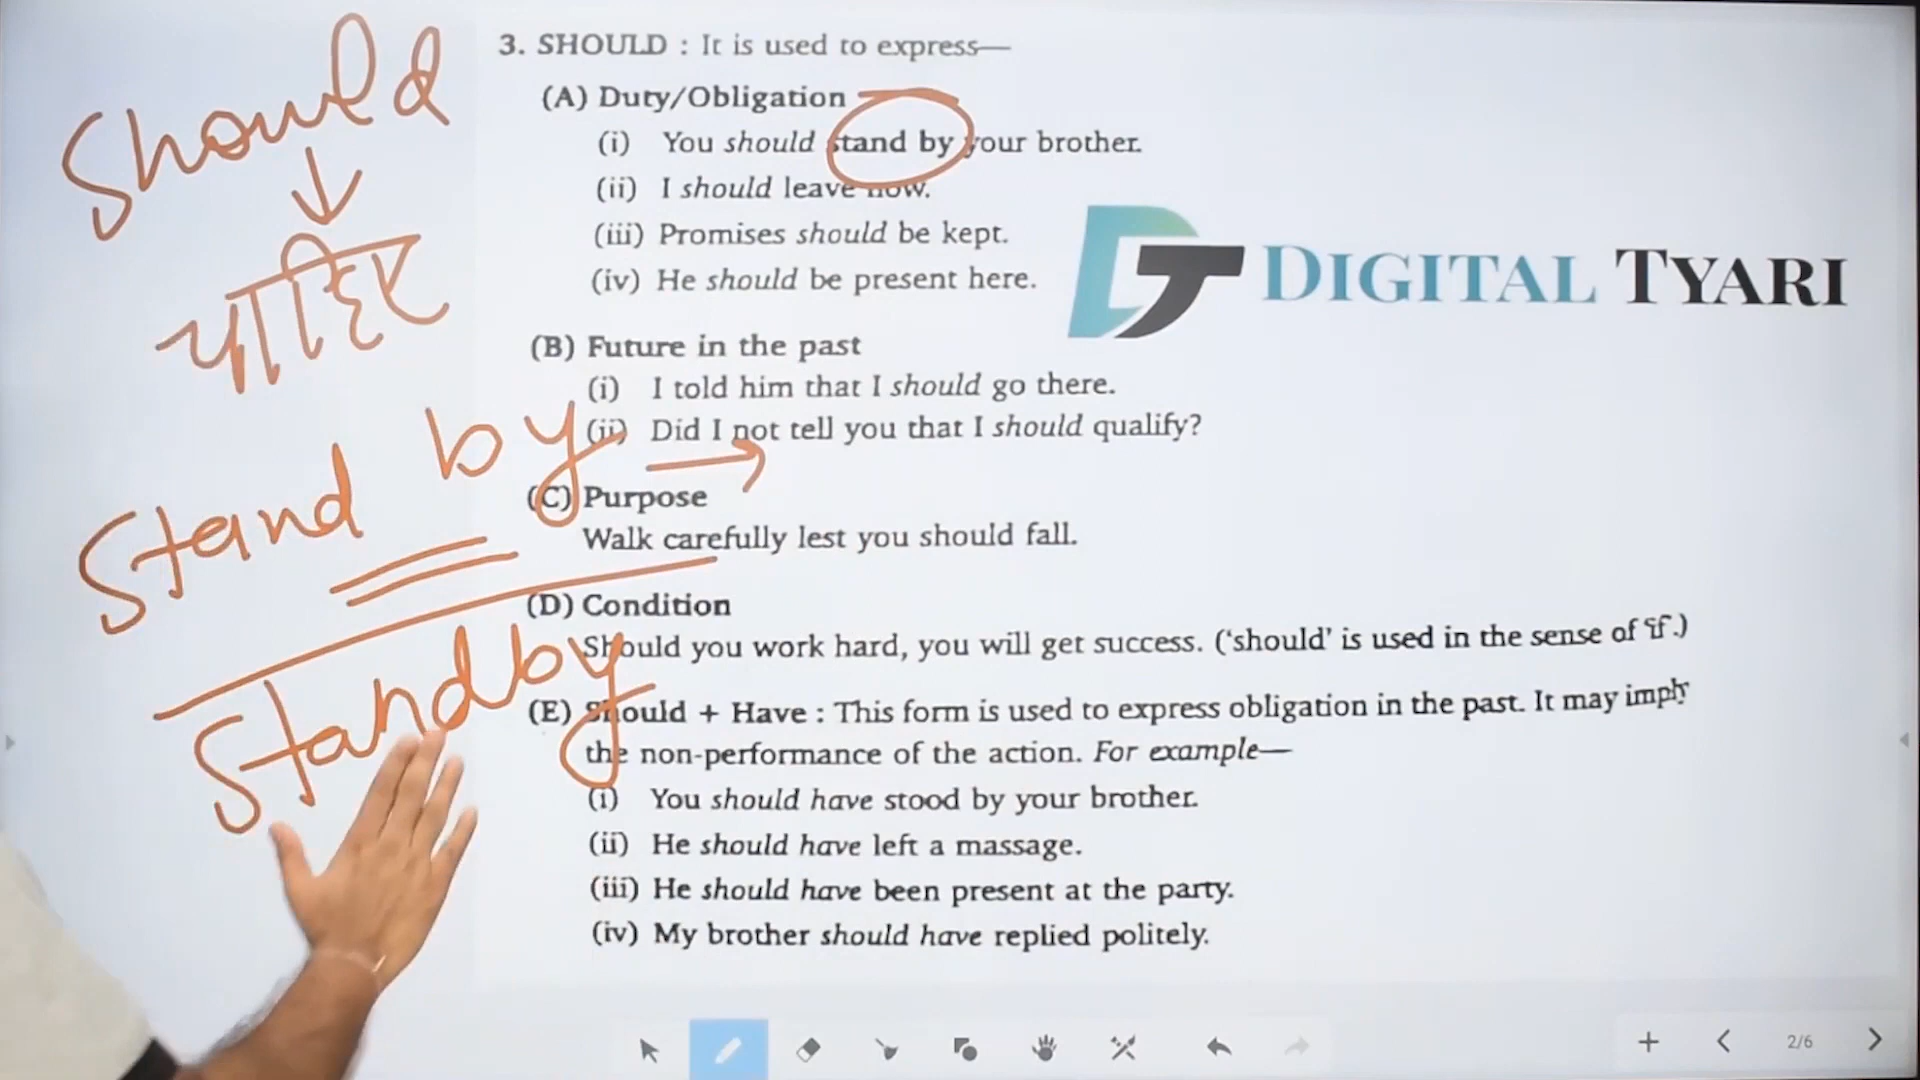 3. SHOULD : It is used to express—
(A) Duty/Obligation
(i) You should stand by your brother.
(ii) I should leave now.
(iii) Promises should be kept.
(iv) He should be present here.
(B) Future in the past
(i) I told him that I should go there.
(ii) Did I not tell you that I should qualify?
(C) Purpose
Walk carefully lest you should fall.
(D) Condition
Should you work hard, you will get success. ('should' is used in the sense of 'if'.)
(E) Should + Have : This form is used to express obligation in the past. It may imply
the non-performance of the action. For example—
(i) You should have stood by your brother.
(ii) He should have left a massage.
(iii) He should have been present at the party.
(iv) My brother should have replied politely.
Should
चाहिए
Stand by
Standby
DIGITAL TYARI
2/6